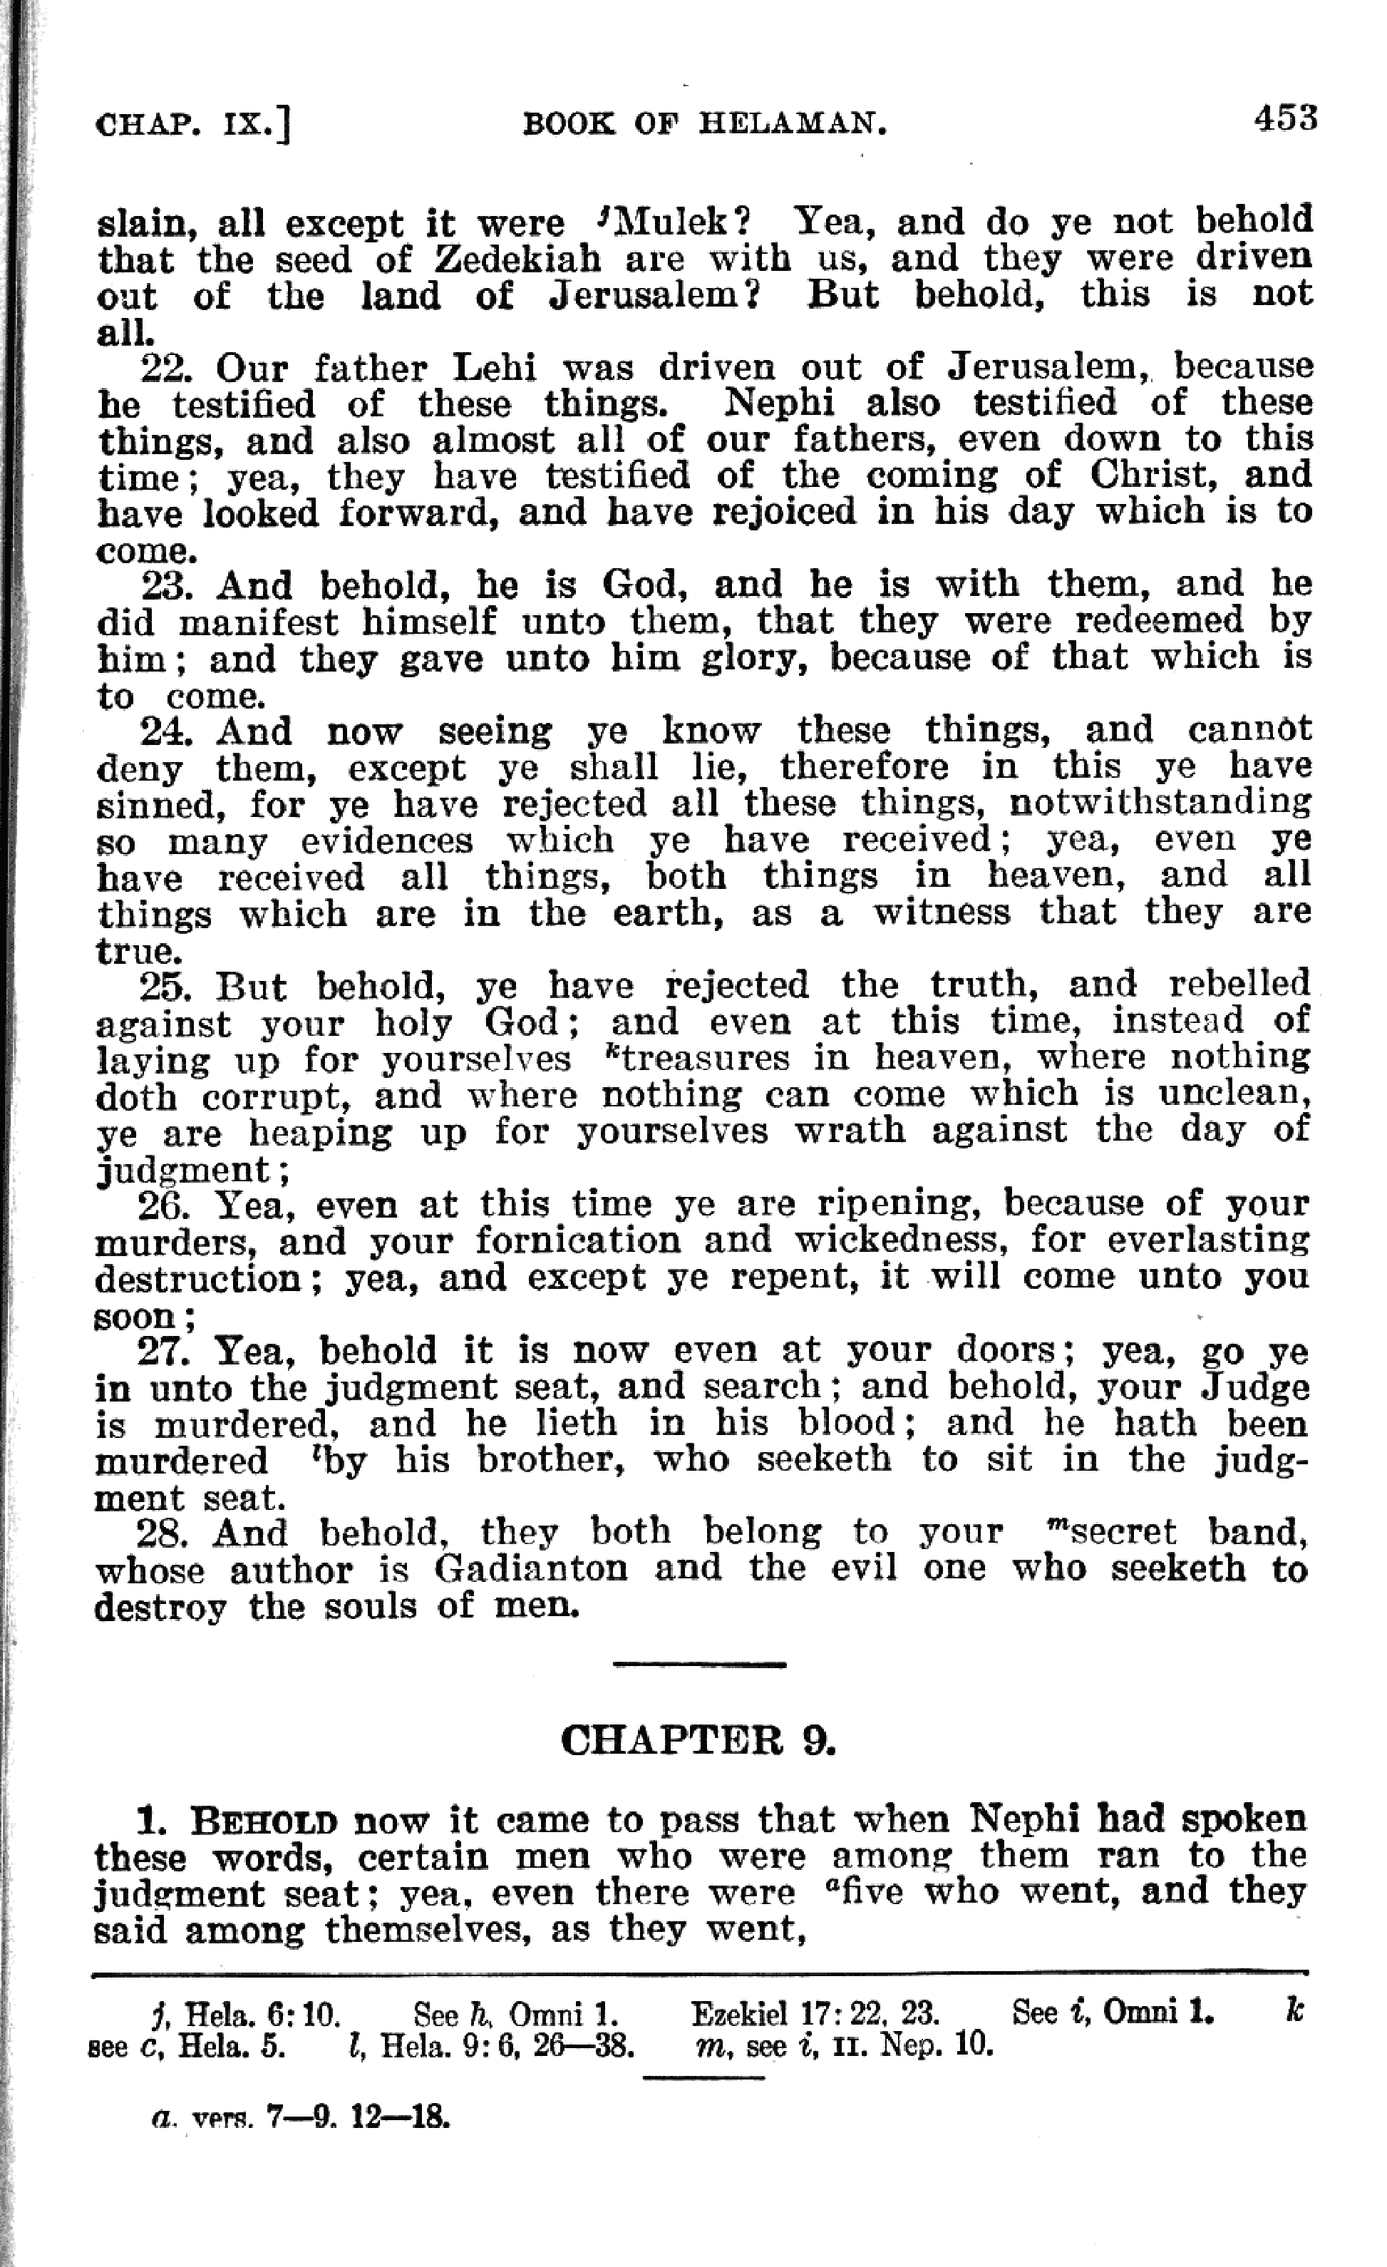 CHAP. IX.] BOOK OF HELAMAN. 453
slain, all except it were jMulek? Yea, and do ye not behold
that the seed of Zedekiah are with us, and they were driven
out of the land of Jerusalem? But behold, this is not
all.
22. Our father Lehi was driven out of Jerusalem, because
he testified of these things. Nephi also testified of these
things, and also almost all of our fathers, even down to this
time; yea, they have testified of the coming of Christ, and
have looked forward, and have rejoiced in his day which is to
come.
23. And behold, he is God, and he is with them, and he
did manifest himself unto them, that they were redeemed by
him; and they gave unto him glory, because of that which is
to come.
24. And now seeing ye know these things, and cannot
deny them, except ye shall lie, therefore in this ye have
sinned, for ye have rejected all these things, notwithstanding
so many evidences which ye have received; yea, even ye
have received all things, both things in heaven, and all
things which are in the earth, as a witness that they are
true.
25. But behold, ye have rejected the truth, and rebelled
against your holy God; and even at this time, instead of
laying up for yourselves ktreasures in heaven, where nothing
doth corrupt, and where nothing can come which is unclean,
ye are heaping up for yourselves wrath against the day of
judgment;
26. Yea, even at this time ye are ripening, because of your
murders, and your fornication and wickedness, for everlasting
destruction; yea, and except ye repent, it will come unto you
soon;
27. Yea, behold it is now even at your doors; yea, go ye
in unto the judgment seat, and search; and behold, your Judge
is murdered, and he lieth in his blood; and he hath been
murdered lby his brother, who seeketh to sit in the judg-
ment seat.
28. And behold, they both belong to your msecret band,
whose author is Gadianton and the evil one who seeketh to
destroy the souls of men.
CHAPTER 9.
1. BEHOLD now it came to pass that when Nephi had spoken
these words, certain men who were among them ran to the
judgment seat; yea, even there were afive who went, and they
said among themselves, as they went,
j, Hela. 6: 10. See h, Omni 1. Ezekiel 17: 22, 23. See i, Omni 1. k
see c, Hela. 5. l, Hela. 9: 6, 26—38. m, see i, II. Nep. 10.
a. vers. 7—9. 12—18.